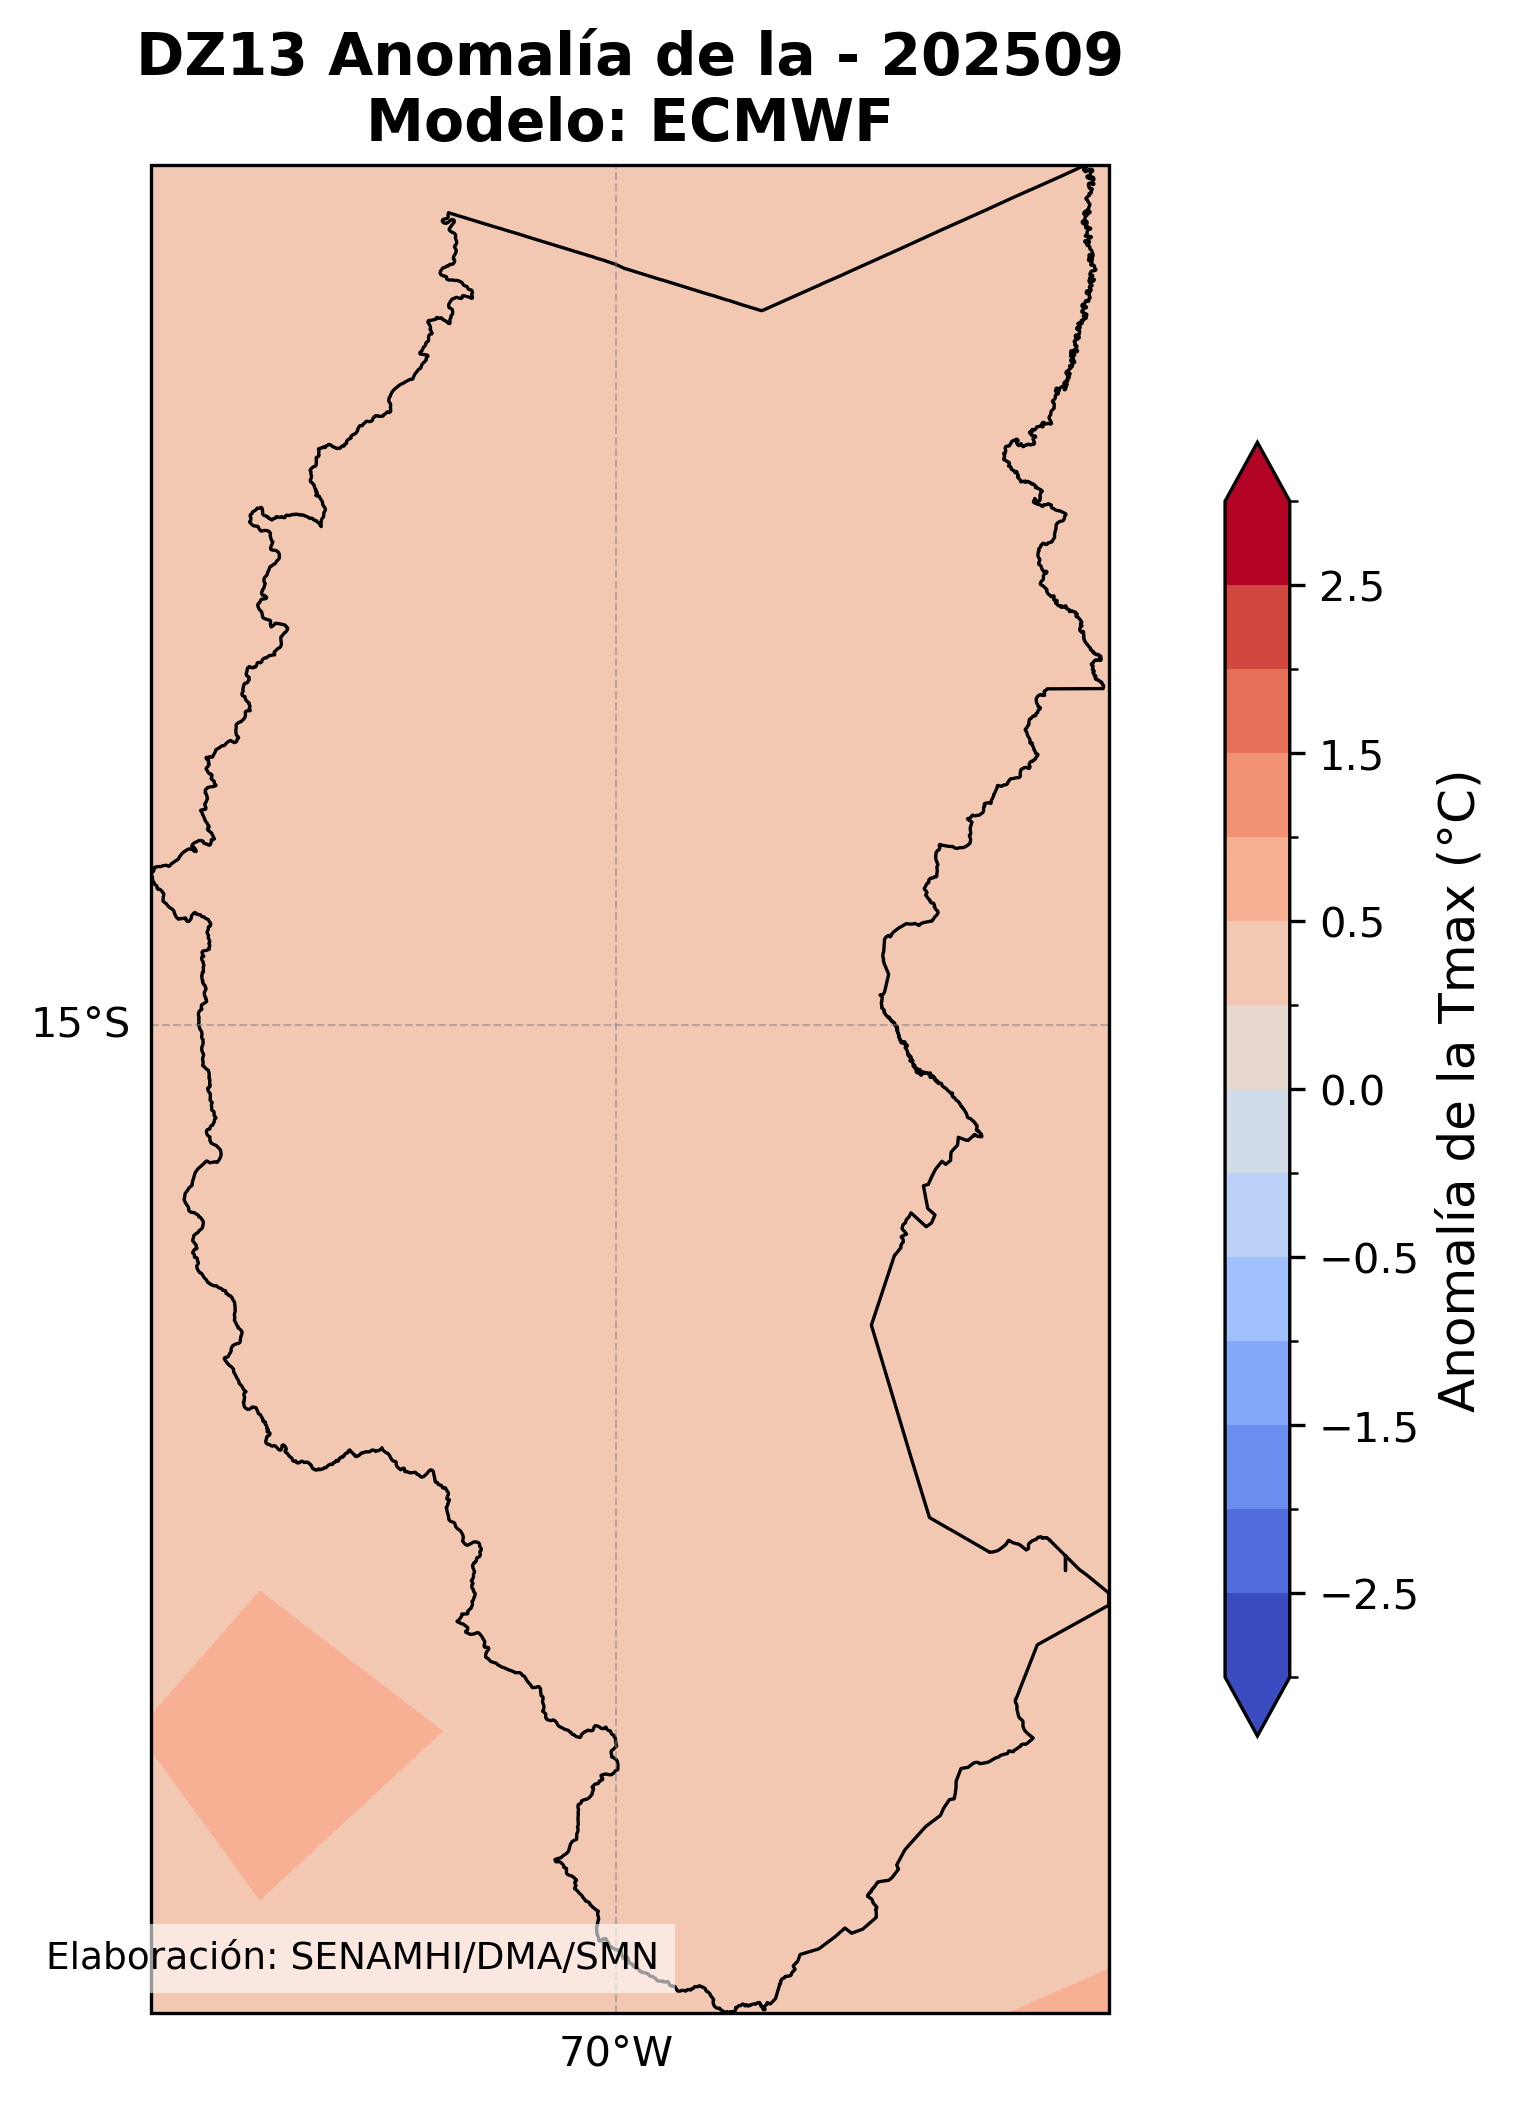 DZ13 Anomalía de la - 202509
Modelo: ECMWF
2.5
1.5
0.5
0.0
−0.5
−1.5
−2.5
Anomalía de la Tmax (°C)
15°S
Elaboración: SENAMHI/DMA/SMN
70°W